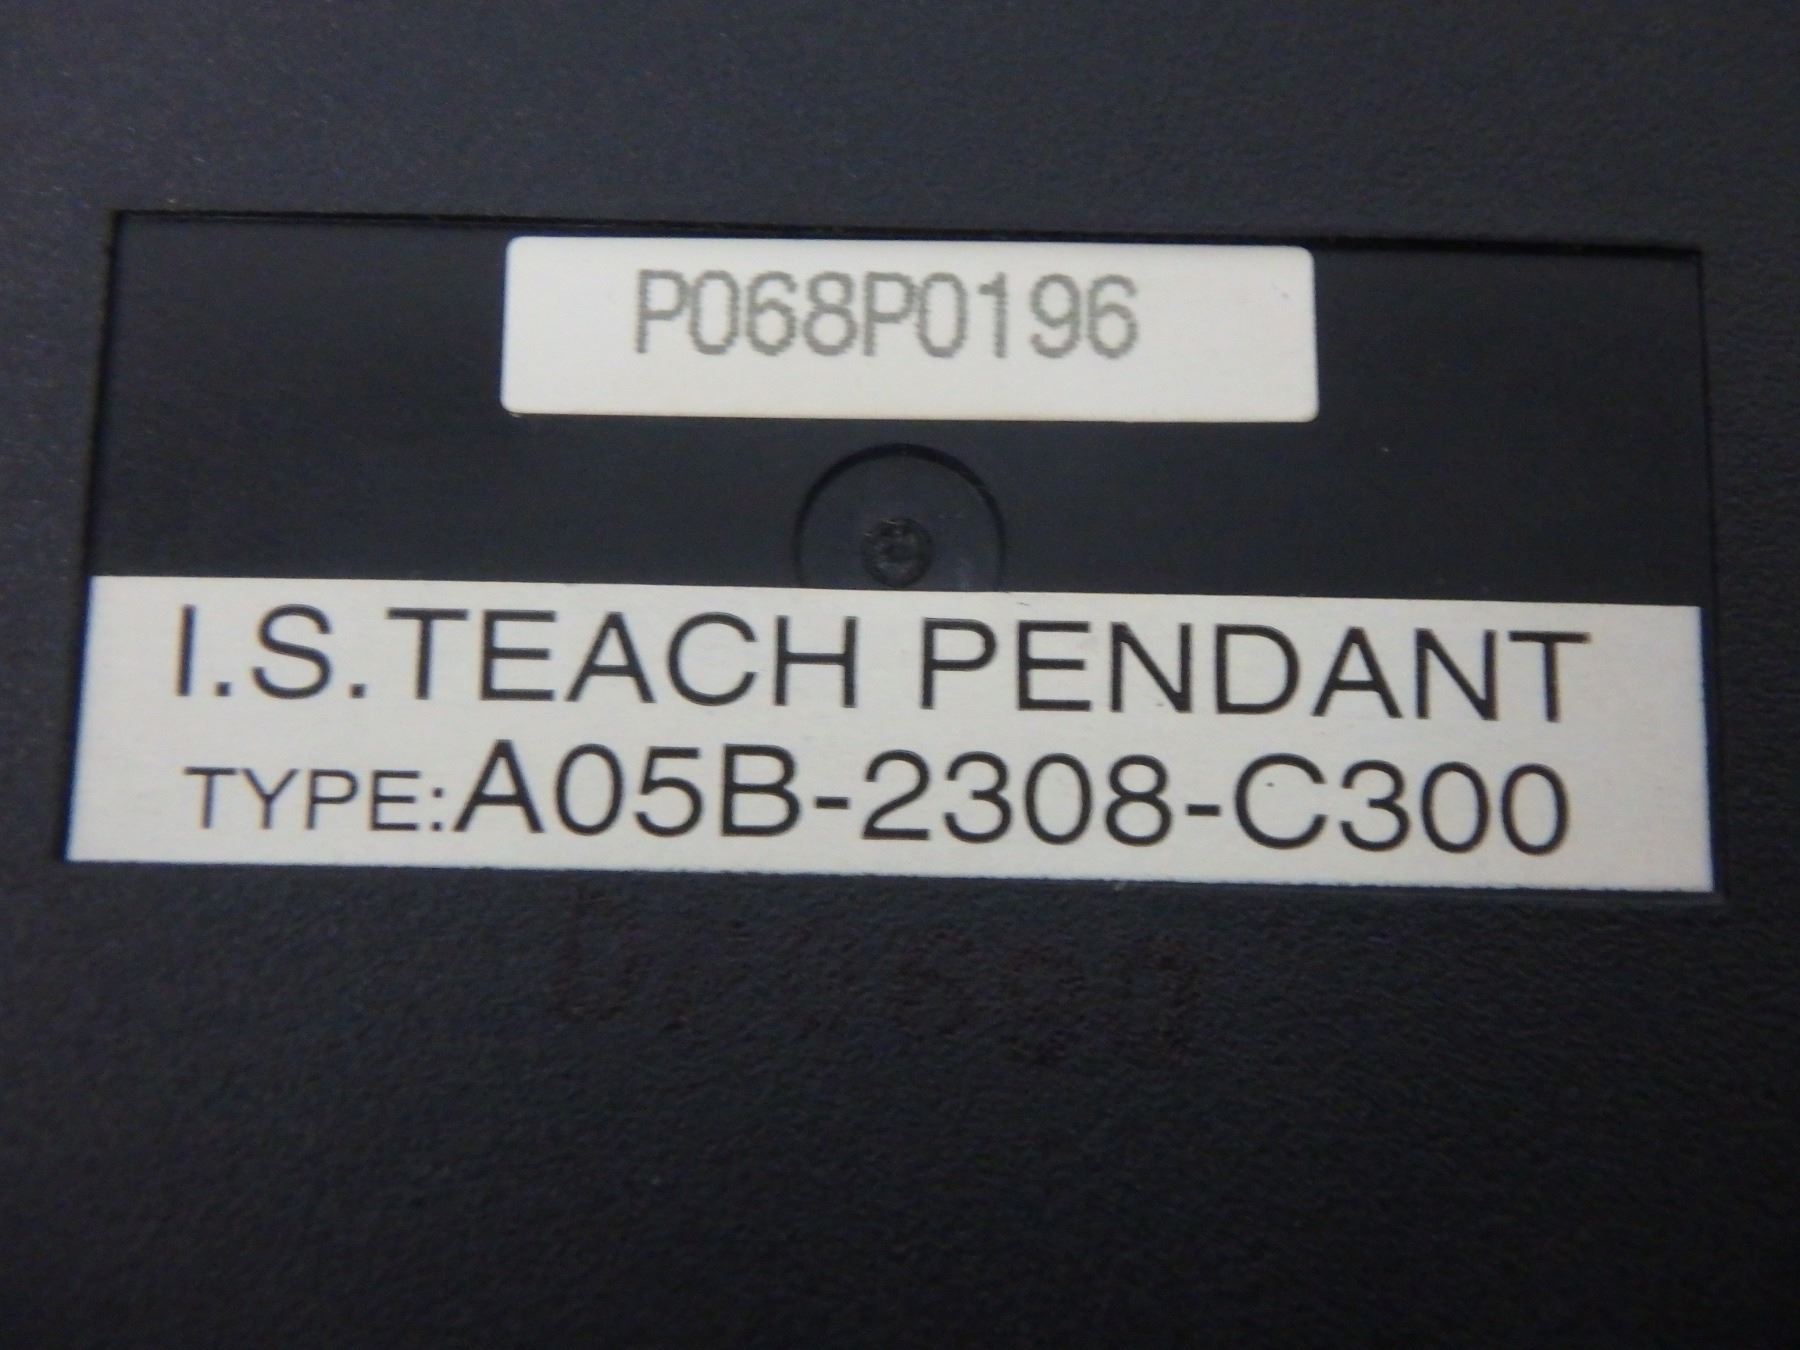 P068P0196
I.S.TEACH PENDANT
TYPE:A05B-2308-C300